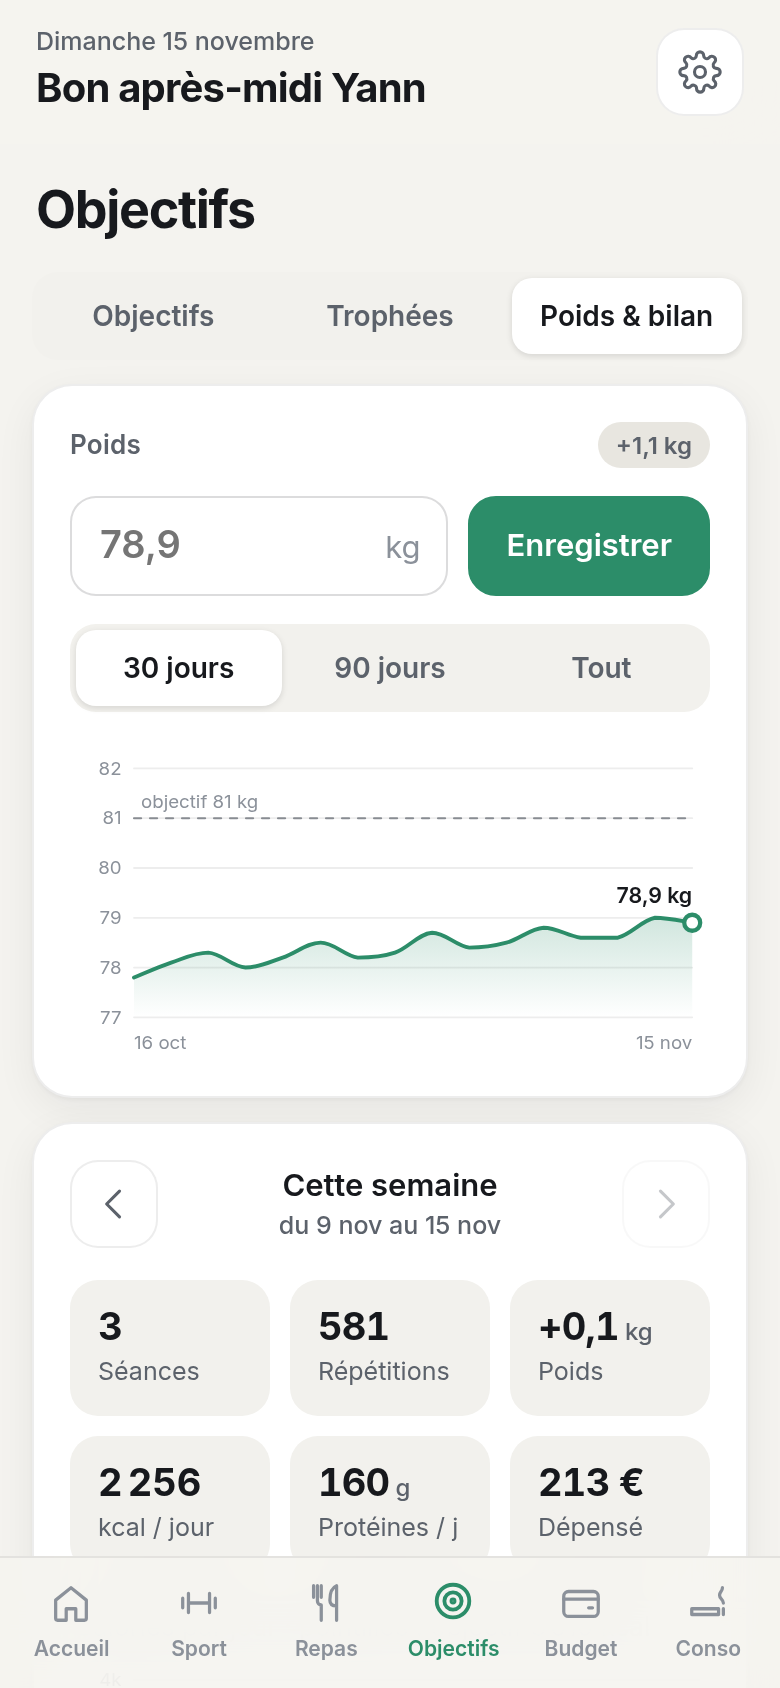 Dimanche 15 novembre
Bon après-midi Yann
Objectifs
Objectifs Trophées Poids & bilan
Poids +1,1 kg
78,9 kg Enregistrer
30 jours 90 jours Tout
82
objectif 81 kg
81
80
78,9 kg
79
78
77
16 oct 15 nov
Cette semaine
du 9 nov au 15 nov
3 581 +0,1 kg
Séances Répétitions Poids
2 256 160 g 213 €
kcal / jour Protéines / j Dépensé
Accueil Sport Repas Objectifs Budget Conso
4k